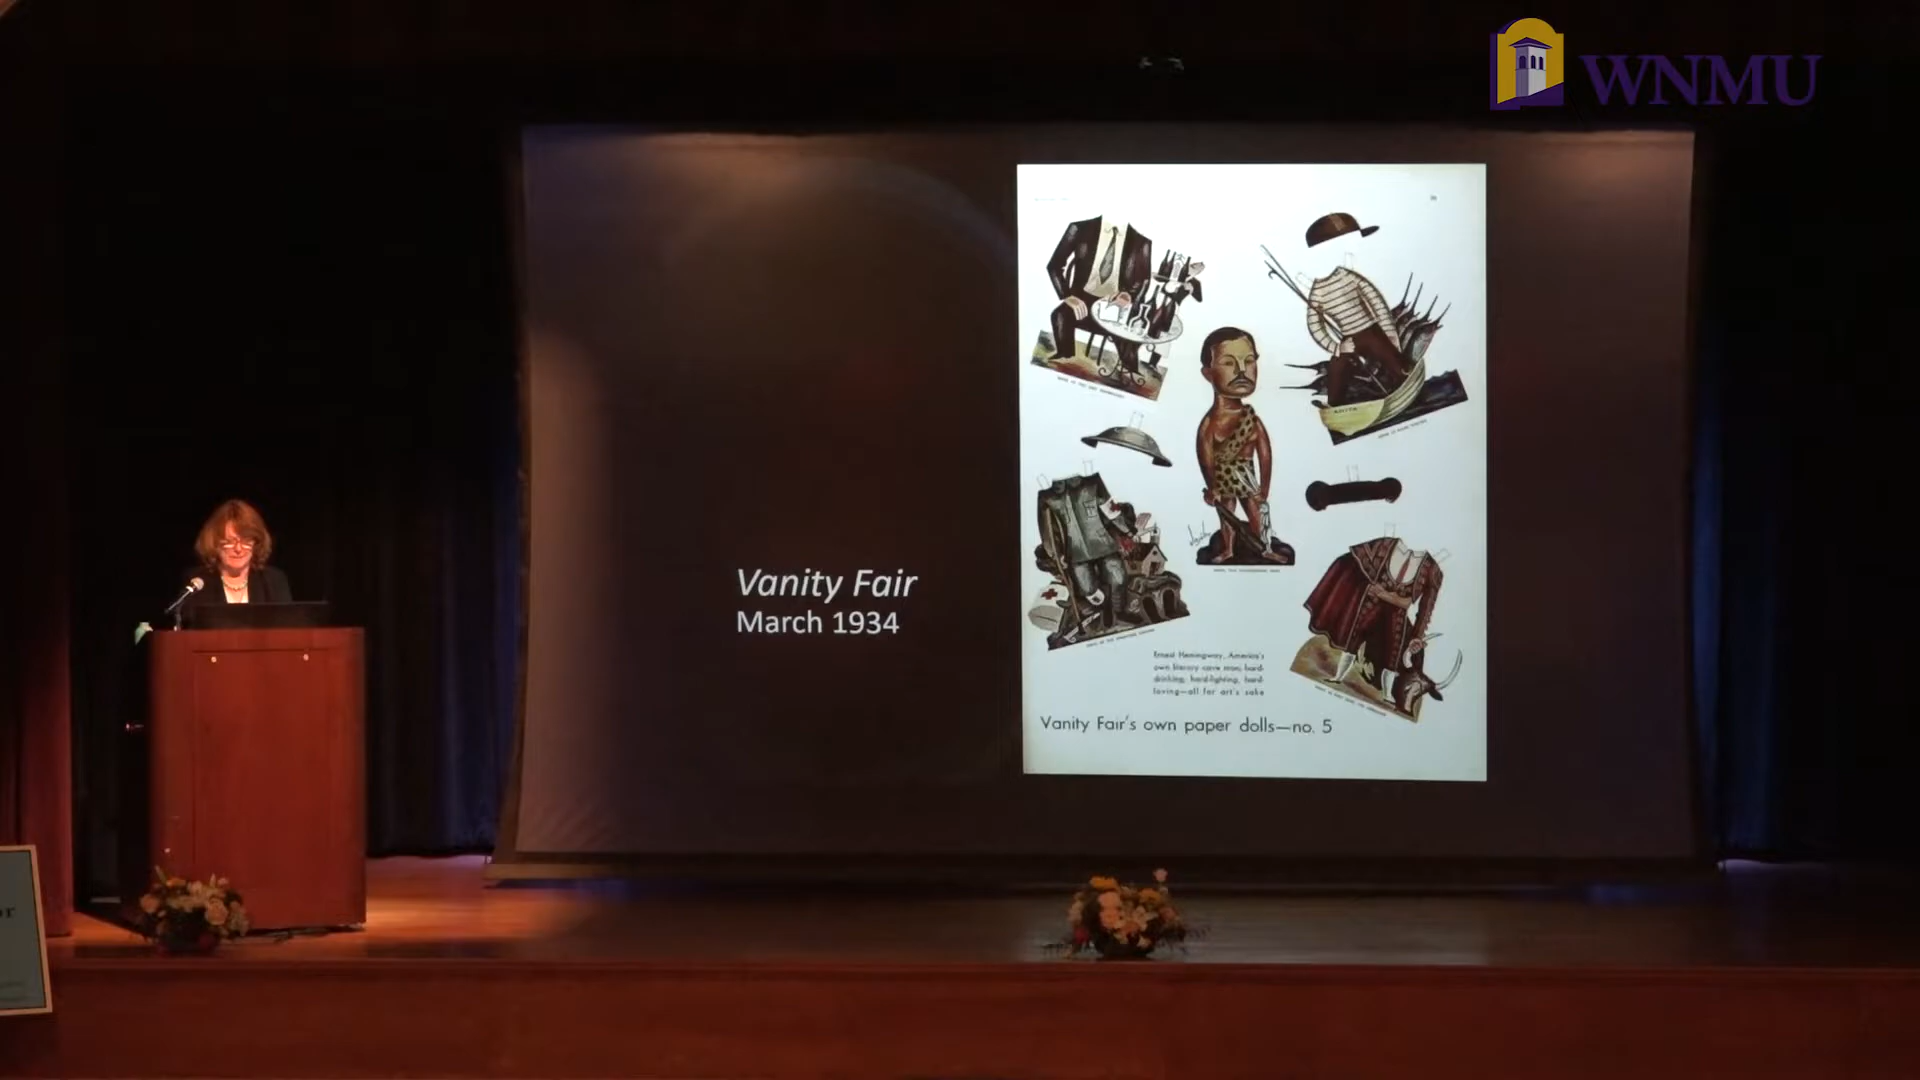 WNMU
Vanity Fair
March 1934
ANITA
Ernest Hemingway, America's
own literary cave man; hard-
drinking, hard-fighting, hard-
loving—all for art's sake
Vanity Fair's own paper dolls—no. 5